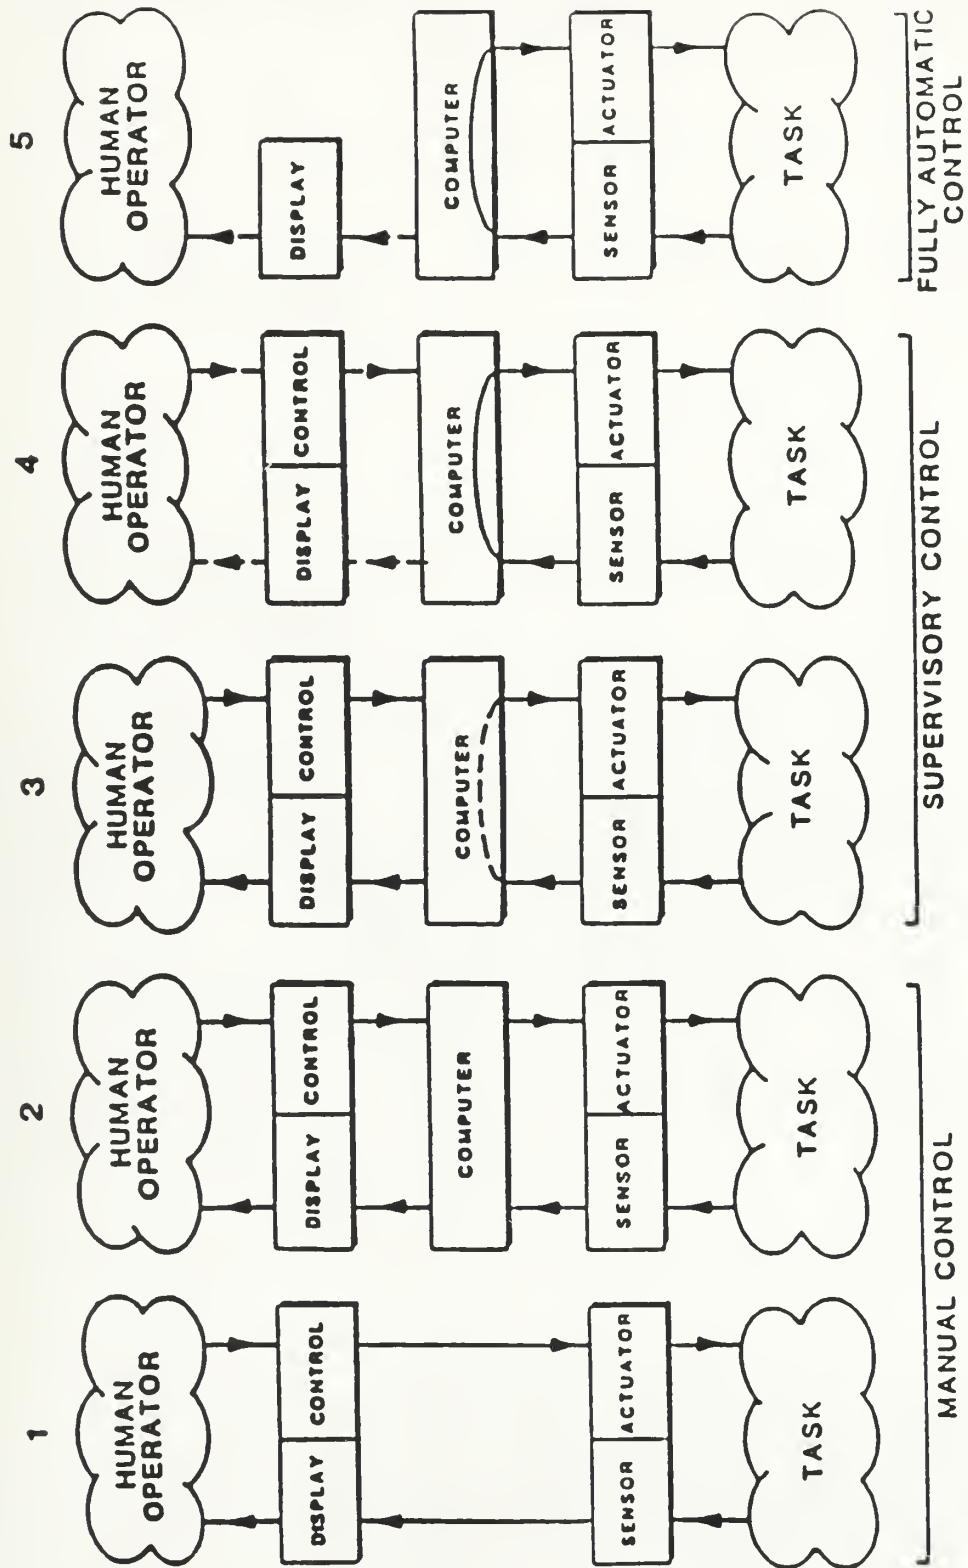 1
HUMAN
OPERATOR
DISPLAY
CONTROL
SENSOR
ACTUATOR
TASK
2
HUMAN
OPERATOR
DISPLAY
CONTROL
COMPUTER
SENSOR
ACTUATOR
TASK
MANUAL CONTROL
3
HUMAN
OPERATOR
DISPLAY
CONTROL
COMPUTER
SENSOR
ACTUATOR
TASK
4
HUMAN
OPERATOR
DISPLAY
CONTROL
COMPUTER
SENSOR
ACTUATOR
TASK
SUPERVISORY CONTROL
5
HUMAN
OPERATOR
DISPLAY
COMPUTER
SENSOR
ACTUATOR
TASK
FULLY AUTOMATIC
CONTROL